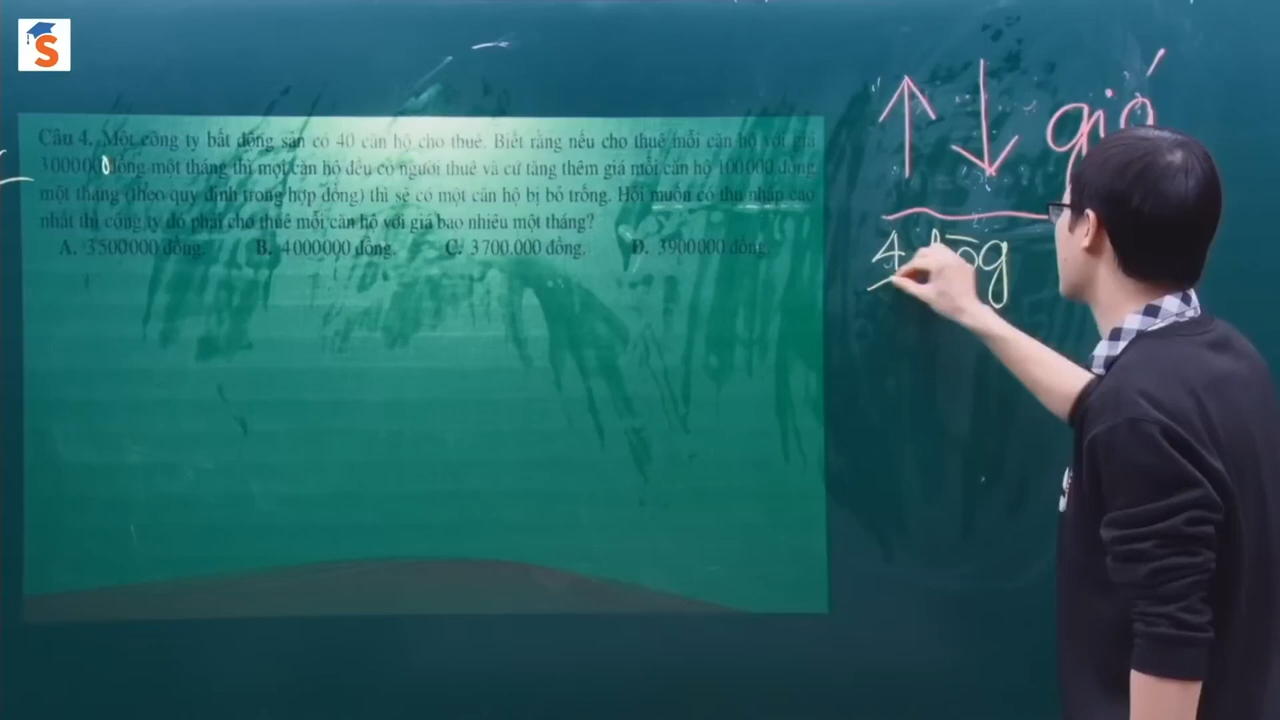 S
Câu 4. Một công ty bất động sản có 40 căn hộ cho thuê. Biết rằng nếu cho thuê mỗi căn hộ với giá
3000000 đồng một tháng thì mọi căn hộ đều có người thuê và cứ tăng thêm giá mỗi căn hộ 100000 đồng
một tháng (theo quy định trong hợp đồng) thì sẽ có một căn hộ bị bỏ trống. Hỏi muốn có thu nhập cao
nhất thì công ty đó phải cho thuê mỗi căn hộ với giá bao nhiêu một tháng?
A. 3500000 đồng. B. 4000000 đồng. C. 3700.000 đồng. D. 3900000 đồng.
↑↓ giá